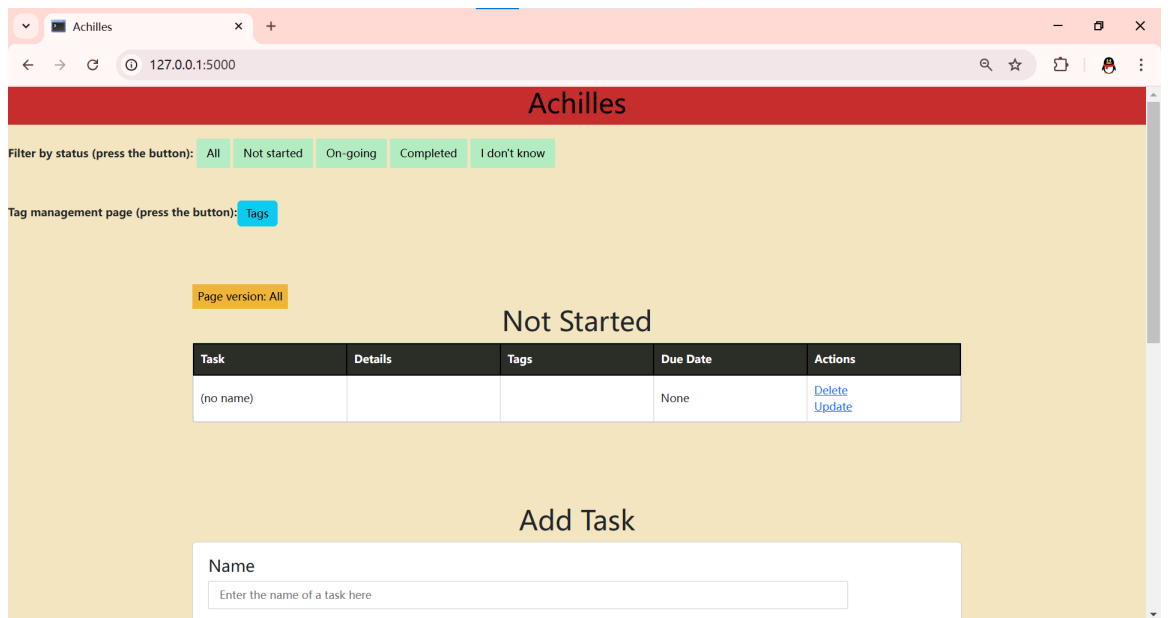 Achilles
127.0.0.1:5000
Achilles
Filter by status (press the button): All Not started On-going Completed I don't know
Tag management page (press the button): Tags
Page version: All
Not Started
Task Details Tags Due Date Actions
(no name) None Delete
Update
Add Task
Name
Enter the name of a task here